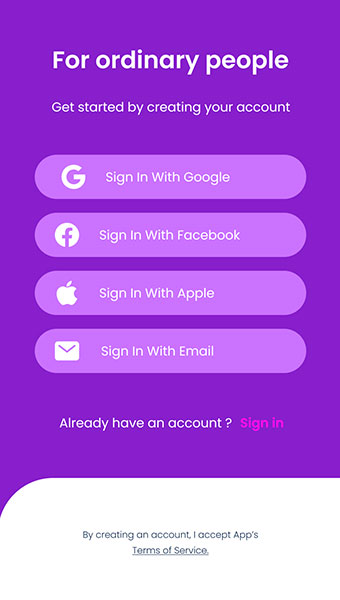 For ordinary people
Get started by creating your account
Sign In With Google
Sign In With Facebook
Sign In With Apple
Sign In With Email
Already have an account ? Sign in
By creating an account, I accept App's
Terms of Service.